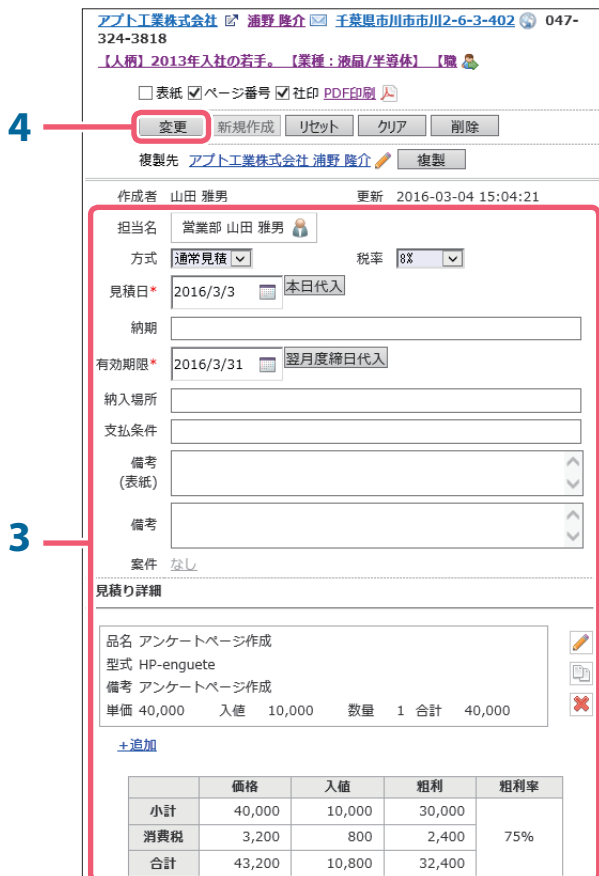 アプト工業株式会社 浦野 隆介 千葉県市川市市川2-6-3-402 047-
324-3818
【人柄】2013年入社の若手。 【業種：液晶/半導体】 【職
表紙 ページ番号 社印 PDF印刷
4
変更 新規作成 リセット クリア 削除
複製先 アプト工業株式会社 浦野 隆介 複製
作成者 山田 雅男 更新 2016-03-04 15:04:21
担当名 営業部 山田 雅男
方式 通常見積 税率 8%
見積日* 2016/3/3 本日代入
納期
有効期限* 2016/3/31 翌月度締日代入
納入場所
支払条件
備考
(表紙)
3
備考
案件 なし
見積り詳細
品名 アンケートページ作成
型式 HP-enguete
備考 アンケートページ作成
単価 40,000 入値 10,000 数量 1 合計 40,000
+追加
価格 入値 粗利 粗利率
小計 40,000 10,000 30,000
消費税 3,200 800 2,400 75%
合計 43,200 10,800 32,400